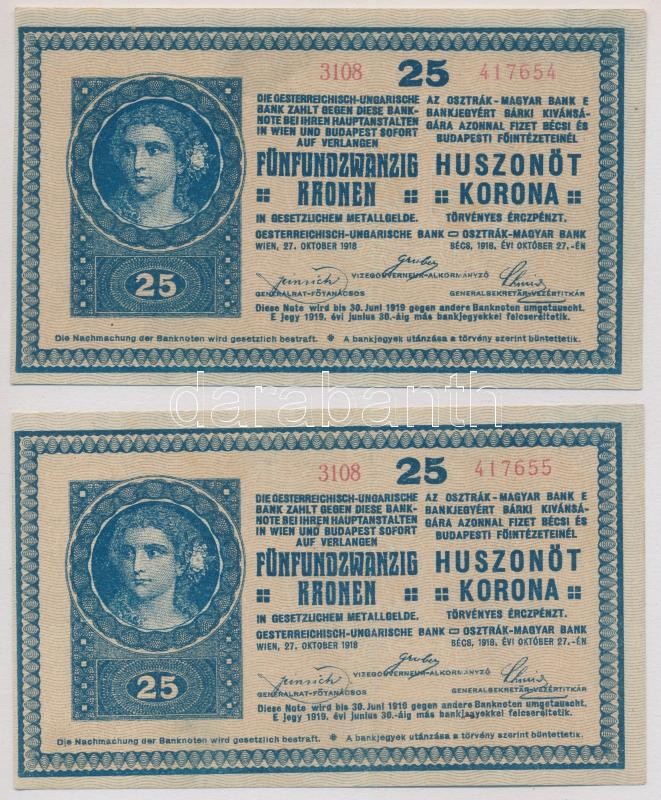 3108 25 417654
DIE OESTERREICHISCH-UNGARISCHE
BANK ZAHLT GEGEN DIESE BANK-
NOTE BEI IHREN HAUPTANSTALTEN
IN WIEN UND BUDAPEST SOFORT
AUF VERLANGEN
FÜNFUNDZWANZIG
KRONEN
IN GESETZLICHEM METALLGELDE.
AZ OSZTRÁK-MAGYAR BANK E
BANKJEGYÉRT BÁRKI KIVÁNSÁ-
GÁRA AZONNAL FIZET BÉCSI ÉS
BUDAPESTI FŐINTÉZETEINÉL
HUSZONÖT
KORONA
TÖRVÉNYES ÉRCZPÉNZT.
OESTERREICHISCH-UNGARISCHE BANK OSZTRÁK-MAGYAR BANK
WIEN, 27. OKTOBER 1918 BÉCS, 1918. ÉVI OKTÓBER 27.-ÉN
Gruber
VIZEGOUVERNEUR-ALKORMÁNYZÓ
GENERALRAT-FŐTANÁCSOS GENERALSEKRETÄR-VEZÉRTITKÁR
Diese Note wird bis 30. Juni 1919 gegen andere Banknoten umgetauscht.
E jegy 1919. évi junius 30.-áig más bankjegyekkel felcseréltetik.
25
Die Nachmachung der Banknoten wird gesetzlich bestraft. A bankjegyek utánzása a törvény szerint büntettetik.
darabanth
3108 25 417655
DIE OESTERREICHISCH-UNGARISCHE
BANK ZAHLT GEGEN DIESE BANK-
NOTE BEI IHREN HAUPTANSTALTEN
IN WIEN UND BUDAPEST SOFORT
AUF VERLANGEN
FÜNFUNDZWANZIG
KRONEN
IN GESETZLICHEM METALLGELDE.
AZ OSZTRÁK-MAGYAR BANK E
BANKJEGYÉRT BÁRKI KIVÁNSÁ-
GÁRA AZONNAL FIZET BÉCSI ÉS
BUDAPESTI FŐINTÉZETEINÉL
HUSZONÖT
KORONA
TÖRVÉNYES ÉRCZPÉNZT.
OESTERREICHISCH-UNGARISCHE BANK OSZTRÁK-MAGYAR BANK
WIEN, 27. OKTOBER 1918 BÉCS, 1918. ÉVI OKTÓBER 27.-ÉN
Gruber
VIZEGOUVERNEUR-ALKORMÁNYZÓ
GENERALRAT-FŐTANÁCSOS GENERALSEKRETÄR-VEZÉRTITKÁR
Diese Note wird bis 30. Juni 1919 gegen andere Banknoten umgetauscht.
E jegy 1919. évi junius 30.-áig más bankjegyekkel felcseréltetik.
25
Die Nachmachung der Banknoten wird gesetzlich bestraft. A bankjegyek utánzása a törvény szerint büntettetik.